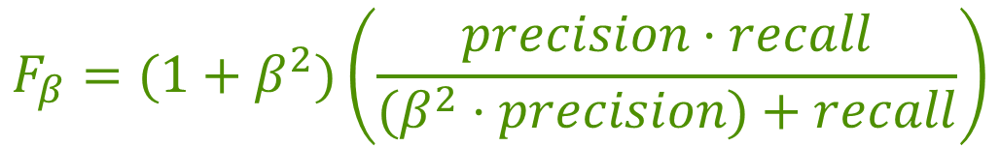 F_β = (1 + β²) ( (precision · recall) / ((β² · precision) + recall) )